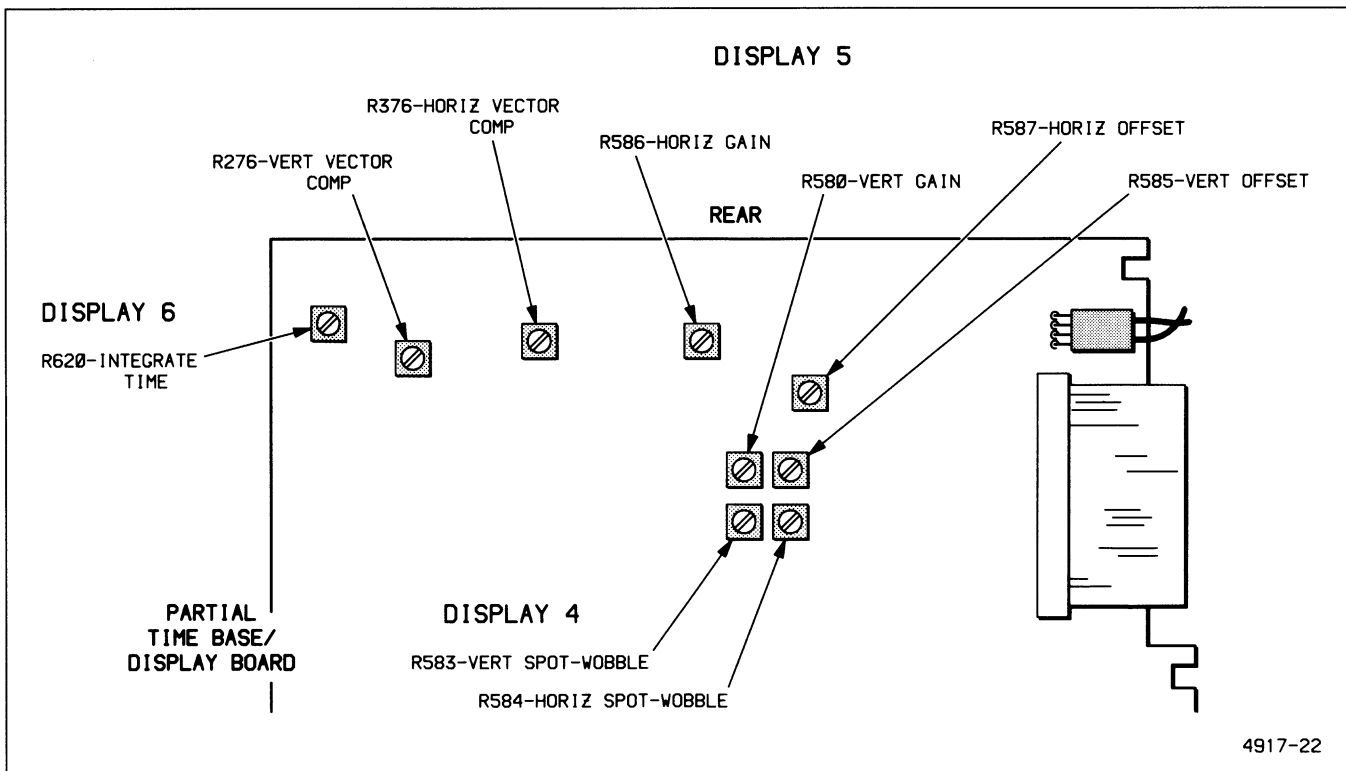 DISPLAY 5
R376-HORIZ VECTOR
COMP
R587-HORIZ OFFSET
R586-HORIZ GAIN
R276-VERT VECTOR
COMP
R580-VERT GAIN
R585-VERT OFFSET
REAR
DISPLAY 6
R620-INTEGRATE
TIME
PARTIAL
TIME BASE/
DISPLAY BOARD
DISPLAY 4
R583-VERT SPOT-WOBBLE
R584-HORIZ SPOT-WOBBLE
4917-22